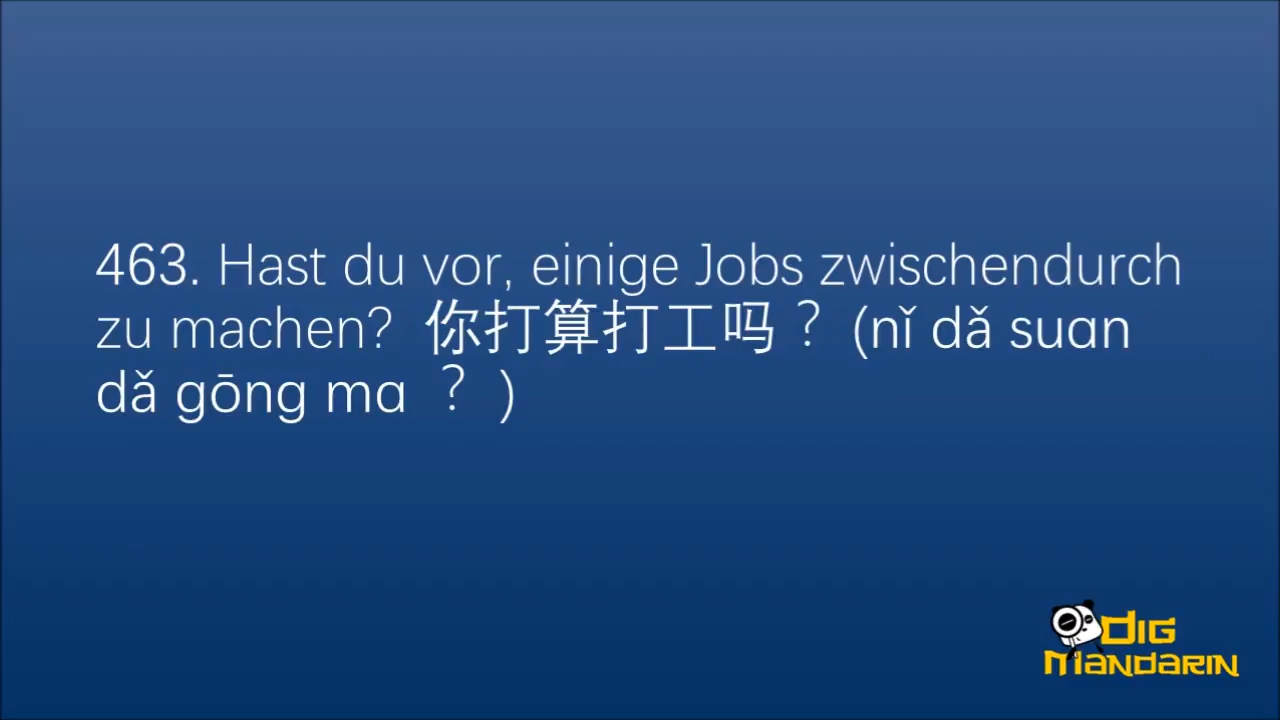 463. Hast du vor, einige Jobs zwischendurch
zu machen? 你打算打工吗？(nǐ dǎ suɑn
dǎ gōng mɑ ？ )
DIG
MANDARIN